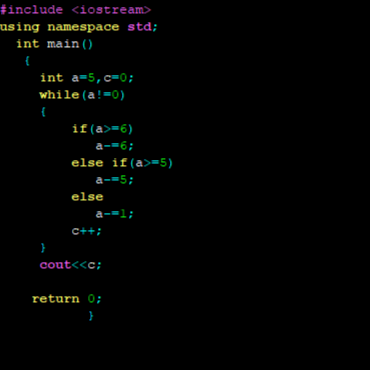 #include <iostream>
using namespace std;
int main()
{
int a=5,c=0;
while(a!=0)
{
if(a>=6)
a-=6;
else if(a>=5)
a-=5;
else
a-=1;
c++;
}
cout<<c;
return 0;
}